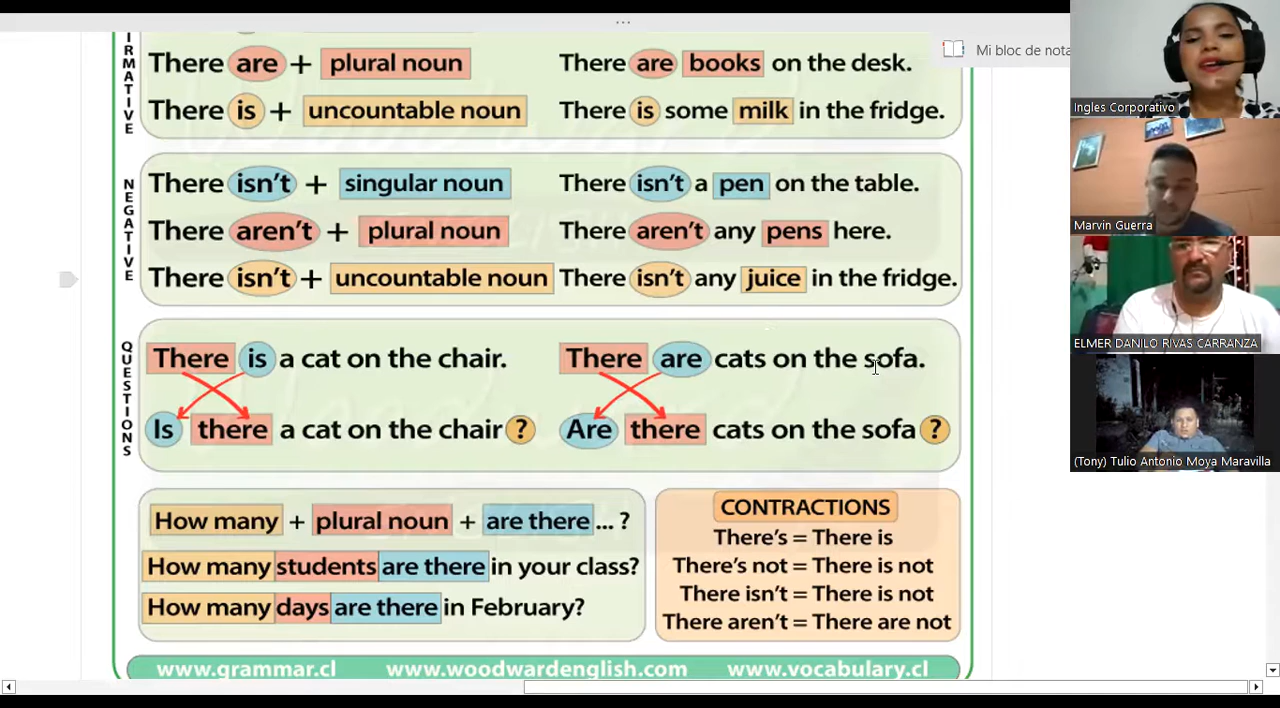 ...
Mi bloc de nota
AFFIRMATIVE
There are + plural noun There are books on the desk.
There is + uncountable noun There is some milk in the fridge.
NEGATIVE
There isn't + singular noun There isn't a pen on the table.
There aren't + plural noun There aren't any pens here.
There isn't + uncountable noun There isn't any juice in the fridge.
QUESTIONS
There is a cat on the chair. There are cats on the sofa.
Is there a cat on the chair? Are there cats on the sofa?
How many + plural noun + are there ... ?
How many students are there in your class?
How many days are there in February?
CONTRACTIONS
There's = There is
There's not = There is not
There isn't = There is not
There aren't = There are not
www.grammar.cl www.woodwardenglish.com www.vocabulary.cl
Ingles Corporativo
Marvin Guerra
ELMER DANILO RIVAS CARRANZA
(Tony) Tulio Antonio Moya Maravilla